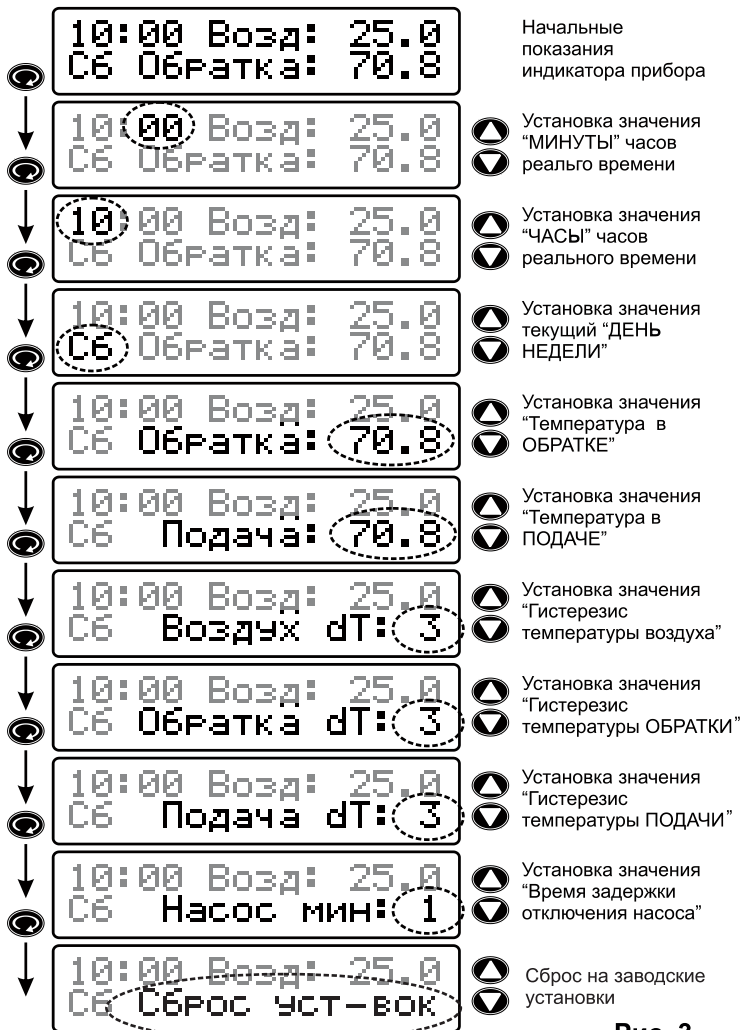 10:00 Возд: 25.0
Сб Обратка: 70.8
Начальные
показания
индикатора прибора
10:00 Возд: 25.0
Сб Обратка: 70.8
Установка значения
“МИНУТЫ” часов
реальго времени
10:00 Возд: 25.0
Сб Обратка: 70.8
Установка значения
“ЧАСЫ” часов
реального времени
10:00 Возд: 25.0
Сб Обратка: 70.8
Установка значения
текущий “ДЕНЬ
НЕДЕЛИ”
10:00 Возд: 25.0
Сб Обратка: 70.8
Установка значения
“Температура в
ОБРАТКЕ”
10:00 Возд: 25.0
Сб Подача: 70.8
Установка значения
“Температура в
ПОДАЧЕ”
10:00 Возд: 25.0
Сб Воздух dT: 3
Установка значения
“Гистерезис
температуры воздуха”
10:00 Возд: 25.0
Сб Обратка dT: 3
Установка значения
“Гистерезис
температуры ОБРАТКИ”
10:00 Возд: 25.0
Сб Подача dT: 3
Установка значения
“Гистерезис
температуры ПОДАЧИ”
10:00 Возд: 25.0
Сб Насос мин: 1
Установка значения
“Время задержки
отключения насоса”
10:00 Возд: 25.0
Сб Сброс уст-вок
Сброс на заводские
установки